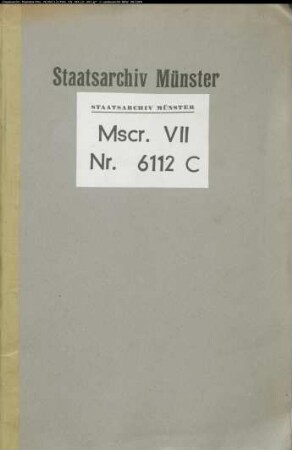 Staatsarchiv Münster
STAATSARCHIV MÜNSTER
Mscr. VII
Nr. 6112 C